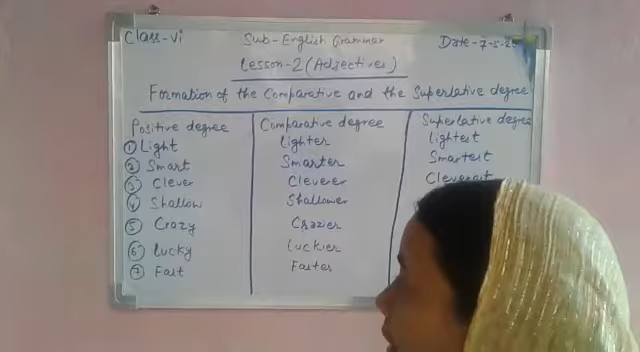 Class-VI Sub-English Grammar Date-7-5-20
Lesson-2 (Adjectives)
Formation of the Comparative and the Superlative degree
Positive degree Comparative degree Superlative degree
1 Light Lighter Lightest
2 Smart Smarter Smartest
3 Clever Cleverer Cleverest
4 Shallow Shallower
5 Crazy Crazier
6 Lucky Luckier
7 Fast Faster